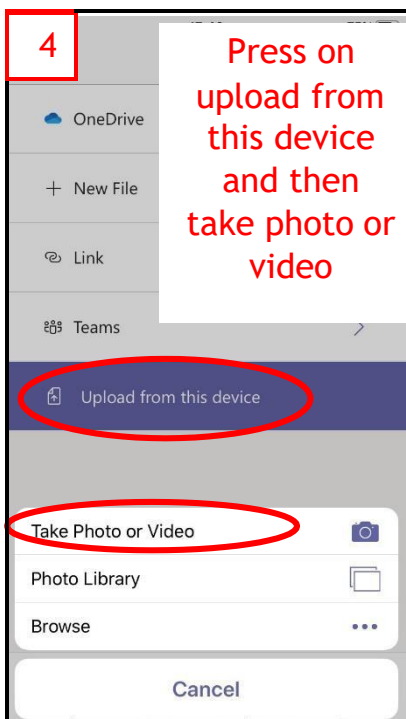 4
Press on
upload from
this device
and then
take photo or
video
OneDrive
New File
Link
Teams
Upload from this device
Take Photo or Video
Photo Library
Browse
Cancel